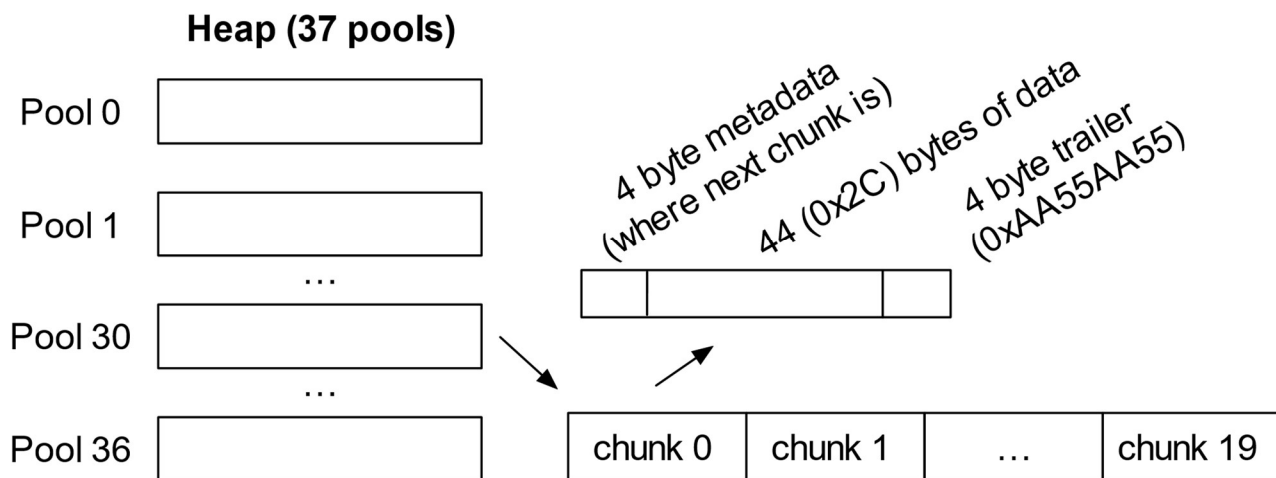 Heap (37 pools)
Pool 0
Pool 1
…
Pool 30
…
Pool 36
4 byte metadata
(where next chunk is)
44 (0x2C) bytes of data
4 byte trailer
(0xAA55AA55)
chunk 0
chunk 1
…
chunk 19